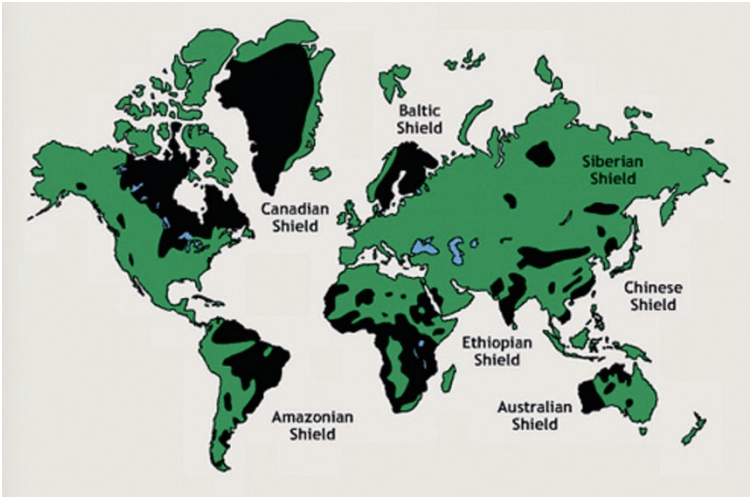 Baltic
Shield
Siberian
Shield
Canadian
Shield
Chinese
Shield
Ethiopian
Shield
Amazonian
Shield
Australian
Shield